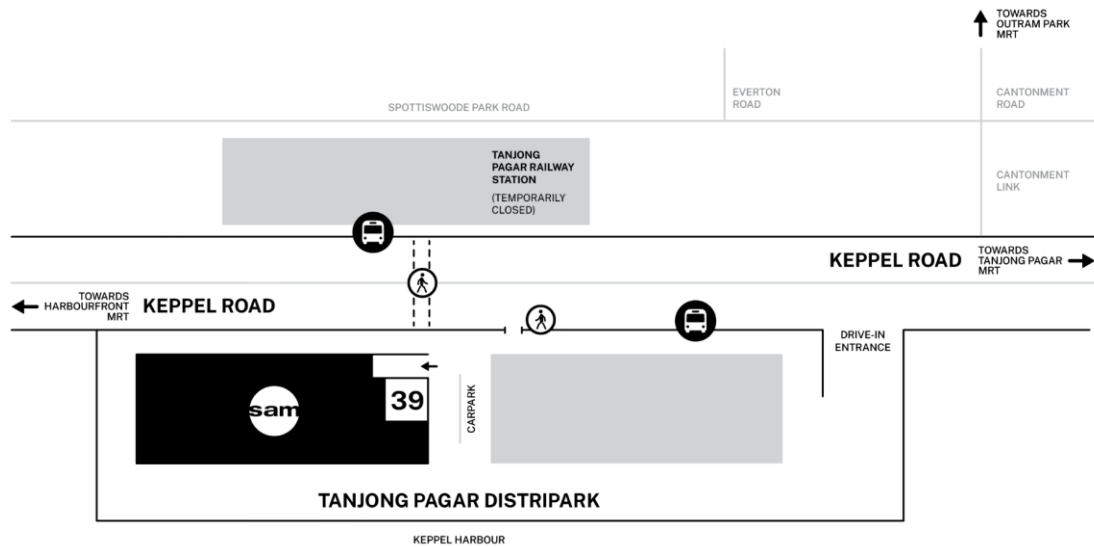 TOWARDS
OUTRAM PARK
MRT
EVERTON
ROAD
CANTONMENT
ROAD
SPOTTISWOODE PARK ROAD
TANJONG
PAGAR RAILWAY
STATION
(TEMPORARILY
CLOSED)
CANTONMENT
LINK
KEPPEL ROAD
TOWARDS
TANJONG PAGAR
MRT
TOWARDS
HARBOURFRONT
MRT
KEPPEL ROAD
DRIVE-IN
ENTRANCE
sam
39
CARPARK
TANJONG PAGAR DISTRIPARK
KEPPEL HARBOUR